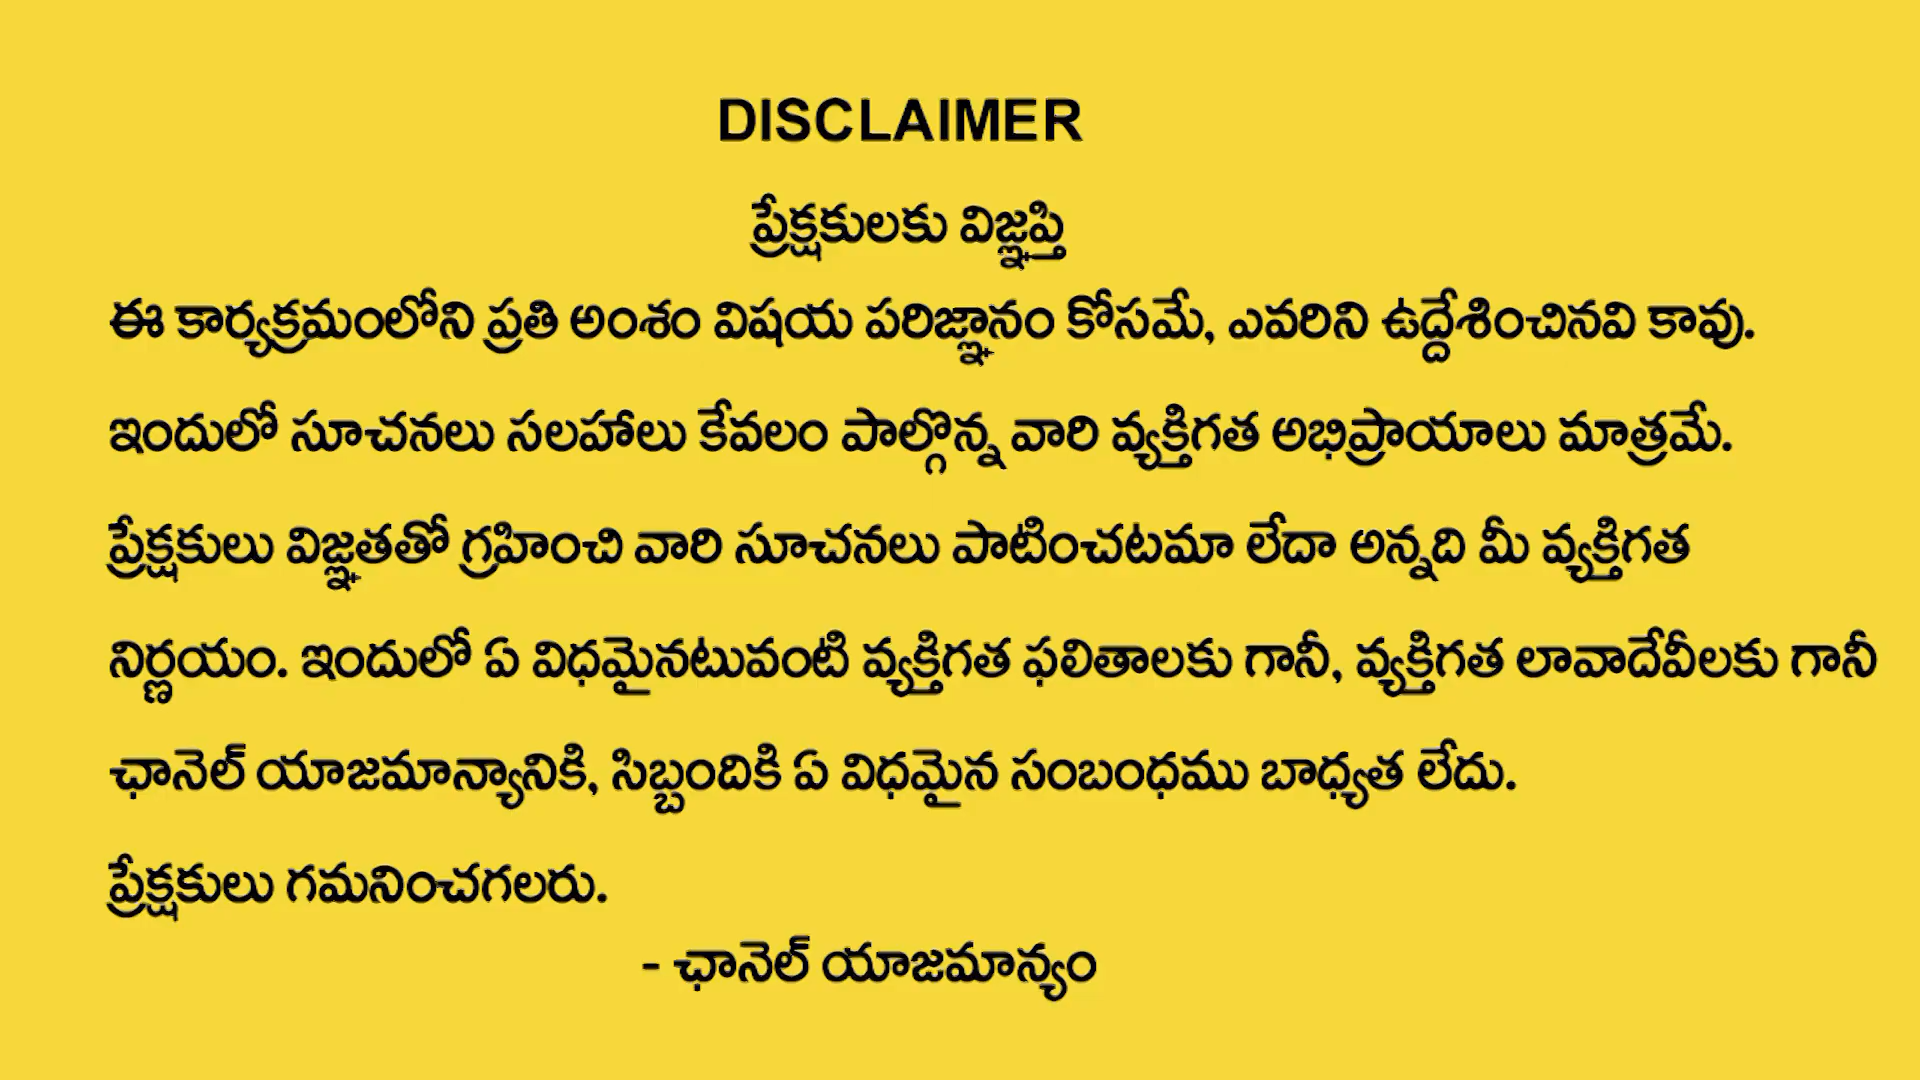 DISCLAIMER
ప్రేక్షకులకు విజ్ఞప్తి
ఈ కార్యక్రమంలోని ప్రతి అంశం విషయ పరిజ్ఞానం కోసమే, ఎవరిని ఉద్దేశించినవి కావు.
ఇందులో సూచనలు సలహాలు కేవలం పాల్గొన్న వారి వ్యక్తిగత అభిప్రాయాలు మాత్రమే.
ప్రేక్షకులు విజ్ఞతతో గ్రహించి వారి సూచనలు పాటించటమా లేదా అన్నది మీ వ్యక్తిగత
నిర్ణయం. ఇందులో ఏ విధమైనటువంటి వ్యక్తిగత ఫలితాలకు గానీ, వ్యక్తిగత లావాదేవీలకు గానీ
ఛానెల్ యాజమాన్యానికి, సిబ్బందికి ఏ విధమైన సంబంధము బాధ్యత లేదు.
ప్రేక్షకులు గమనించగలరు.
- ఛానెల్ యాజమాన్యం